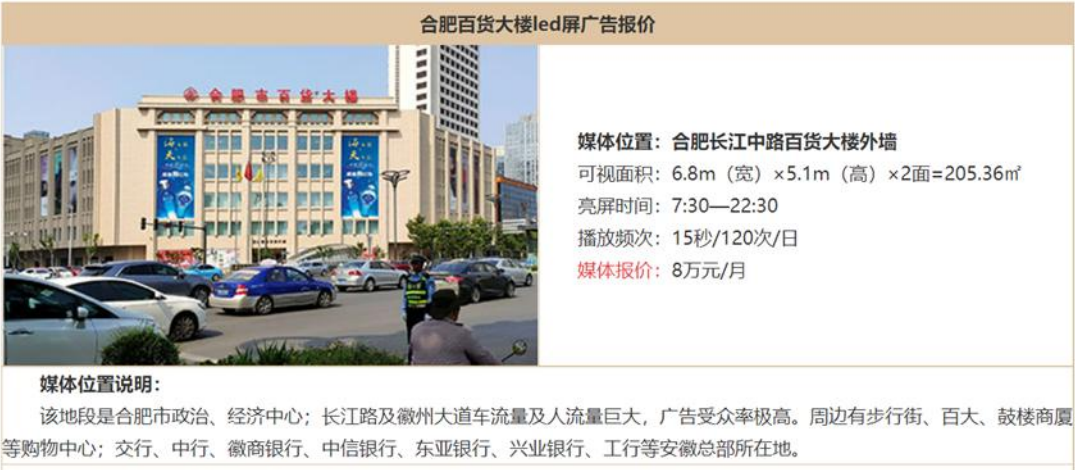 合肥百货大楼led屏广告报价
合肥市百货大楼
海天
海天
媒体位置：合肥长江中路百货大楼外墙
可视面积：6.8m（宽）×5.1m（高）×2面=205.36㎡
亮屏时间：7:30—22:30
播放频次：15秒/120次/日
媒体报价：8万元/月
媒体位置说明：
该地段是合肥市政治、经济中心；长江路及徽州大道车流量及人流量巨大，广告受众率极高。周边有步行街、百大、鼓楼商厦
等购物中心；交行、中行、徽商银行、中信银行、东亚银行、兴业银行、工行等安徽总部所在地。